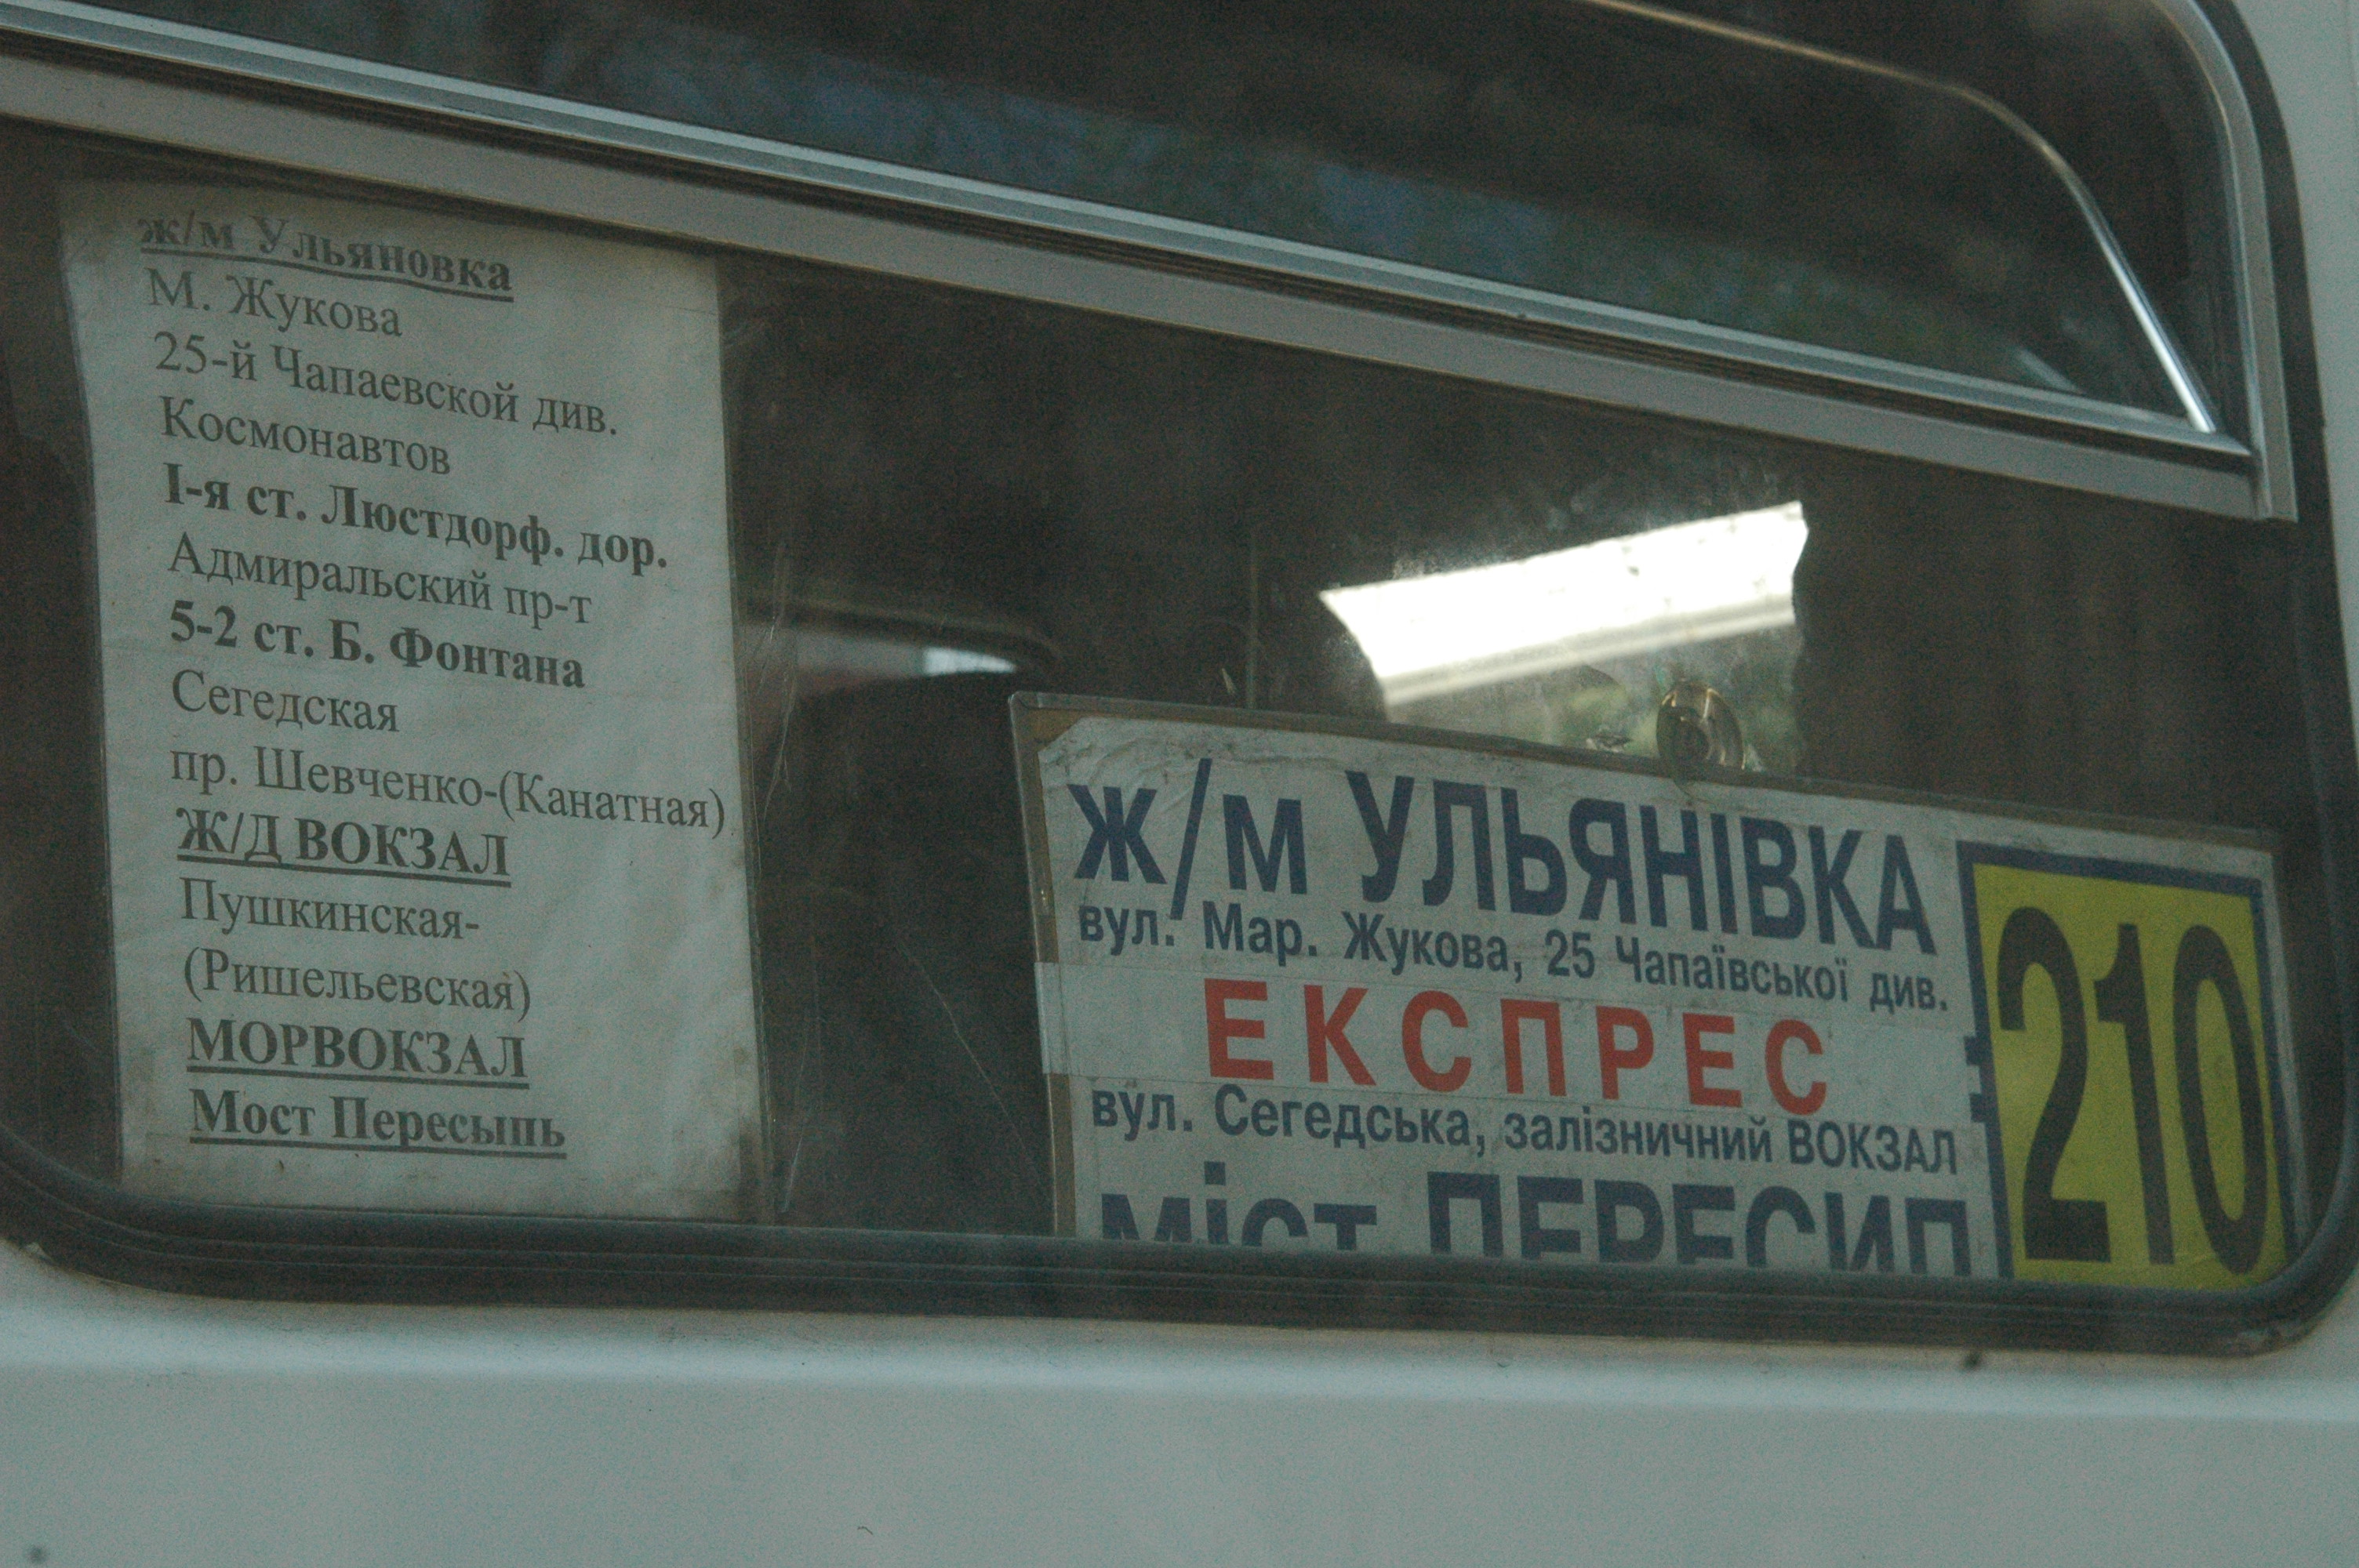 ж/м Ульяновка
М. Жукова
25-й Чапаевской див.
Космонавтов
I-я ст. Люстдорф. дор.
Адмиральский пр-т
5-2 ст. Б. Фонтана
Сегедская
пр. Шевченко-(Канатная)
Ж/Д ВОКЗАЛ
Пушкинская-
(Ришельевская)
МОРВОКЗАЛ
Мост Пересыпь
ж/м УЛЬЯНІВКА
вул. Мар. Жукова, 25 Чапаївської див.
ЕКСПРЕС
вул. Сегедська, залізничний ВОКЗАЛ
міст ПЕРЕСИП
210